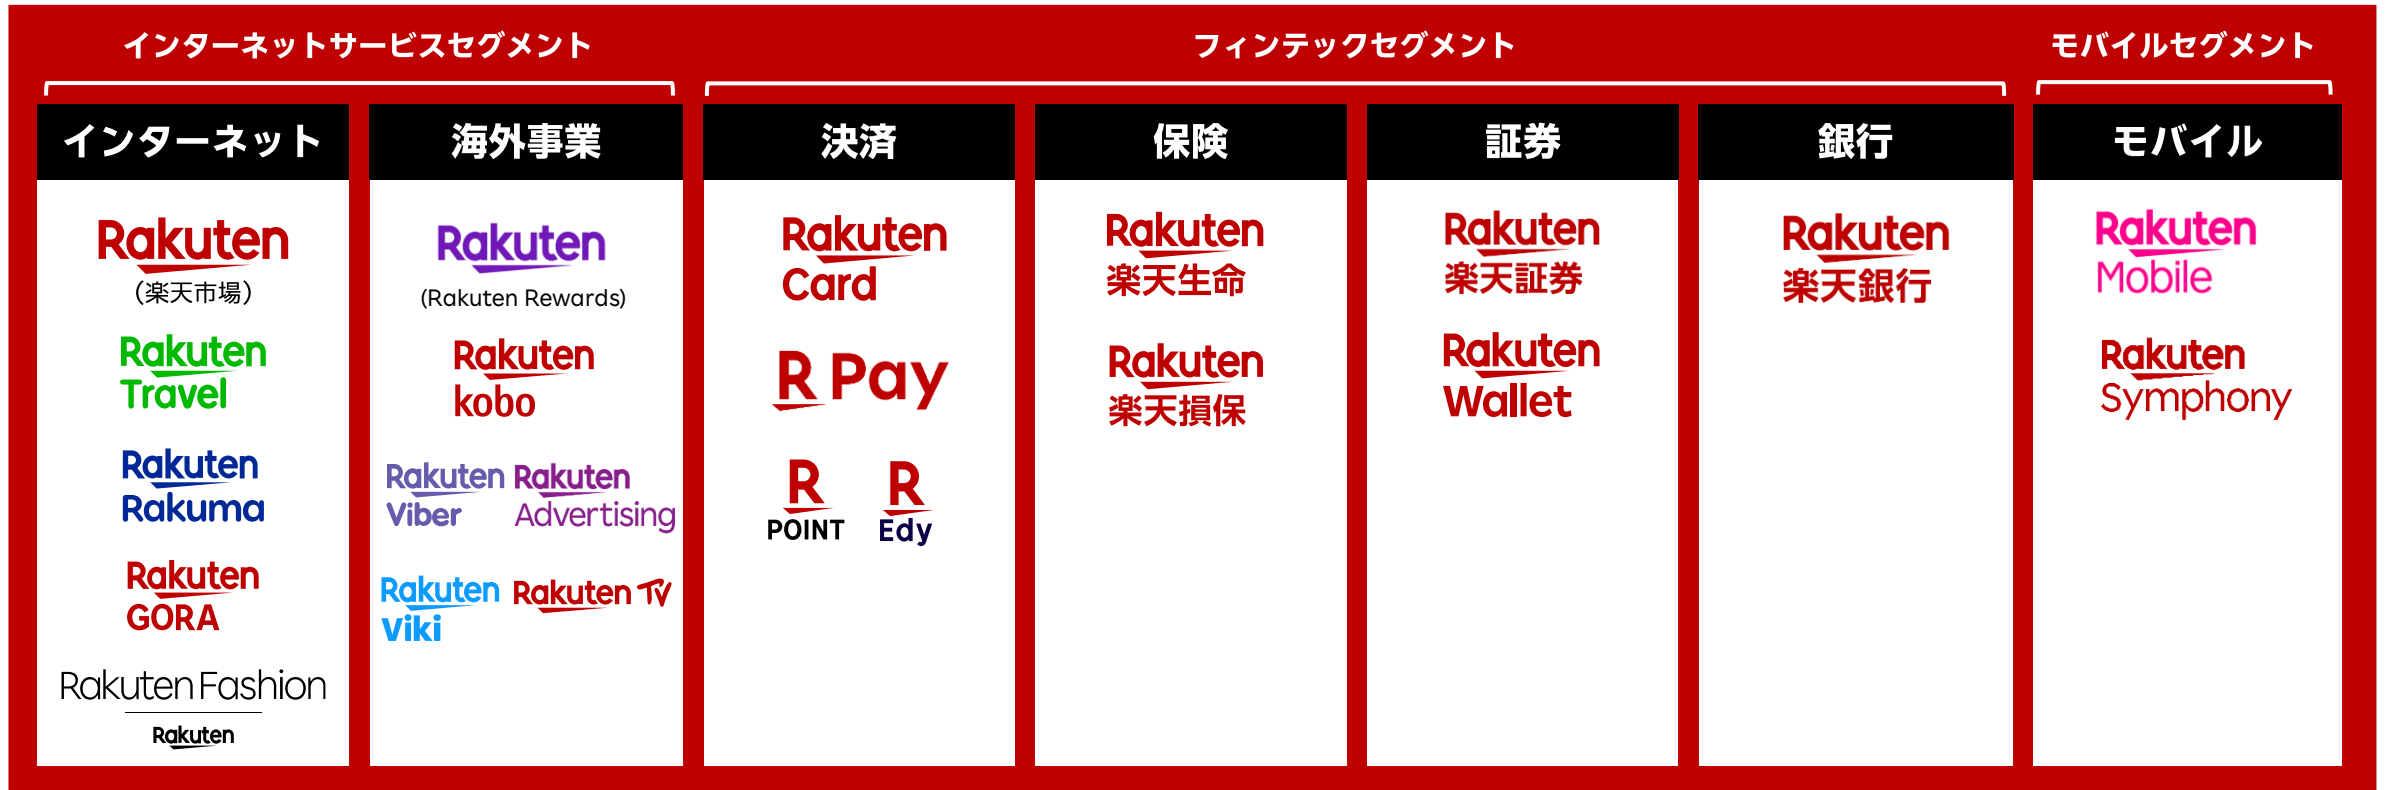 インターネットサービスセグメント
フィンテックセグメント
モバイルセグメント
インターネット
Rakuten
(楽天市場)
Rakuten
Travel
Rakuten
Rakuma
Rakuten
GORA
Rakuten Fashion
Rakuten
海外事業
Rakuten
(Rakuten Rewards)
Rakuten
kobo
Rakuten
Viber
Rakuten
Advertising
Rakuten
Viki
Rakuten TV
決済
Rakuten
Card
R Pay
R
POINT
R
Edy
保険
Rakuten
楽天生命
Rakuten
楽天損保
証券
Rakuten
楽天証券
Rakuten
Wallet
銀行
Rakuten
楽天銀行
モバイル
Rakuten
Mobile
Rakuten
Symphony